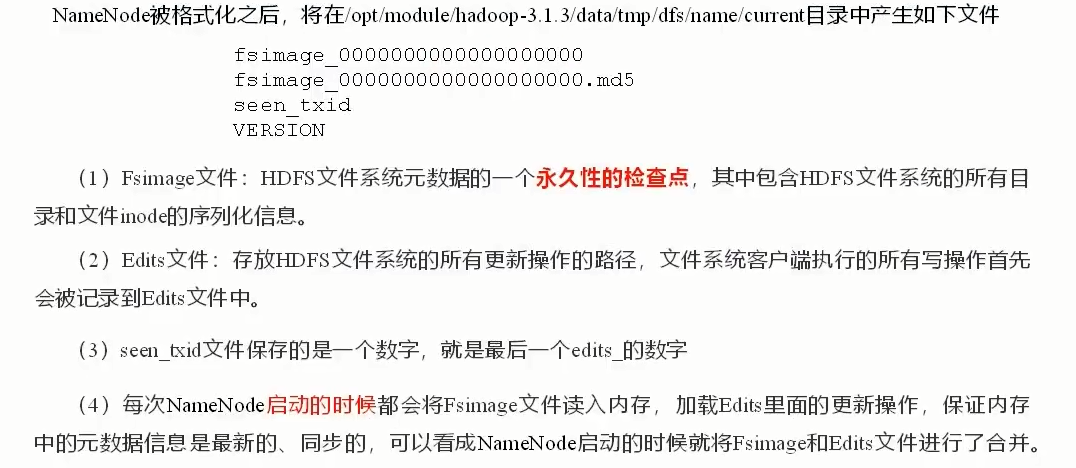 NameNode被格式化之后，将在/opt/module/hadoop-3.1.3/data/tmp/dfs/name/current目录中产生如下文件
fsimage_0000000000000000000
fsimage_0000000000000000000.md5
seen_txid
VERSION
（1）Fsimage文件：HDFS文件系统元数据的一个永久性的检查点，其中包含HDFS文件系统的所有目
录和文件inode的序列化信息。
（2）Edits文件：存放HDFS文件系统的所有更新操作的路径，文件系统客户端执行的所有写操作首先
会被记录到Edits文件中。
（3）seen_txid文件保存的是一个数字，就是最后一个edits_的数字
（4）每次NameNode启动的时候都会将Fsimage文件读入内存，加载Edits里面的更新操作，保证内存
中的元数据信息是最新的、同步的，可以看成NameNode启动的时候就将Fsimage和Edits文件进行了合并。